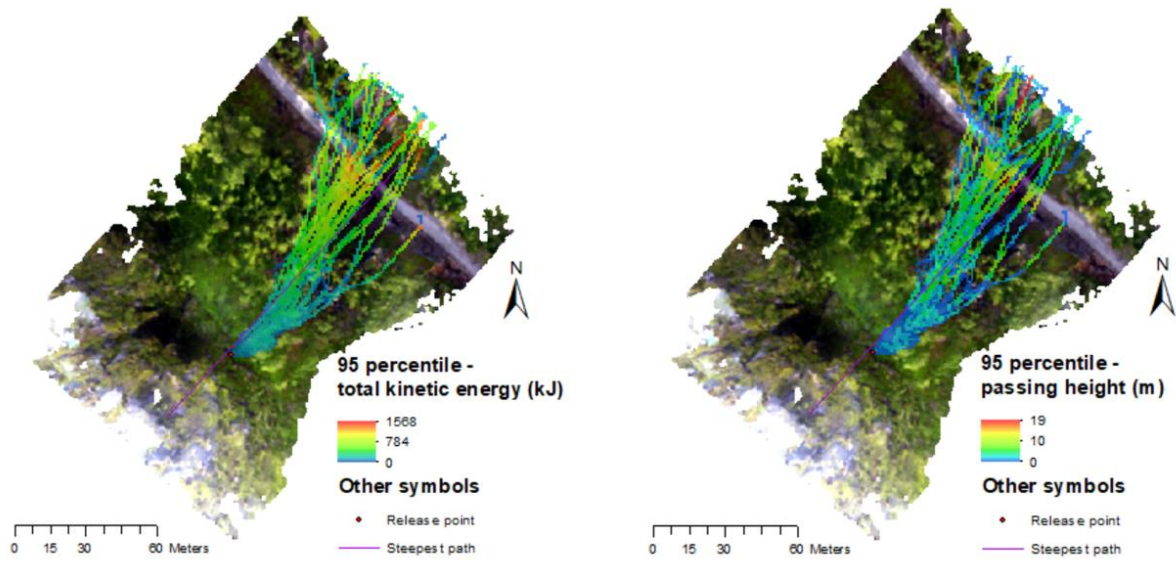 N
95 percentile -
total kinetic energy (kJ)
1568
784
0
Other symbols
Release point
Steepest path
0 15 30 60 Meters
N
95 percentile -
passing height (m)
19
10
0
Other symbols
Release point
Steepest path
0 15 30 60 Meters